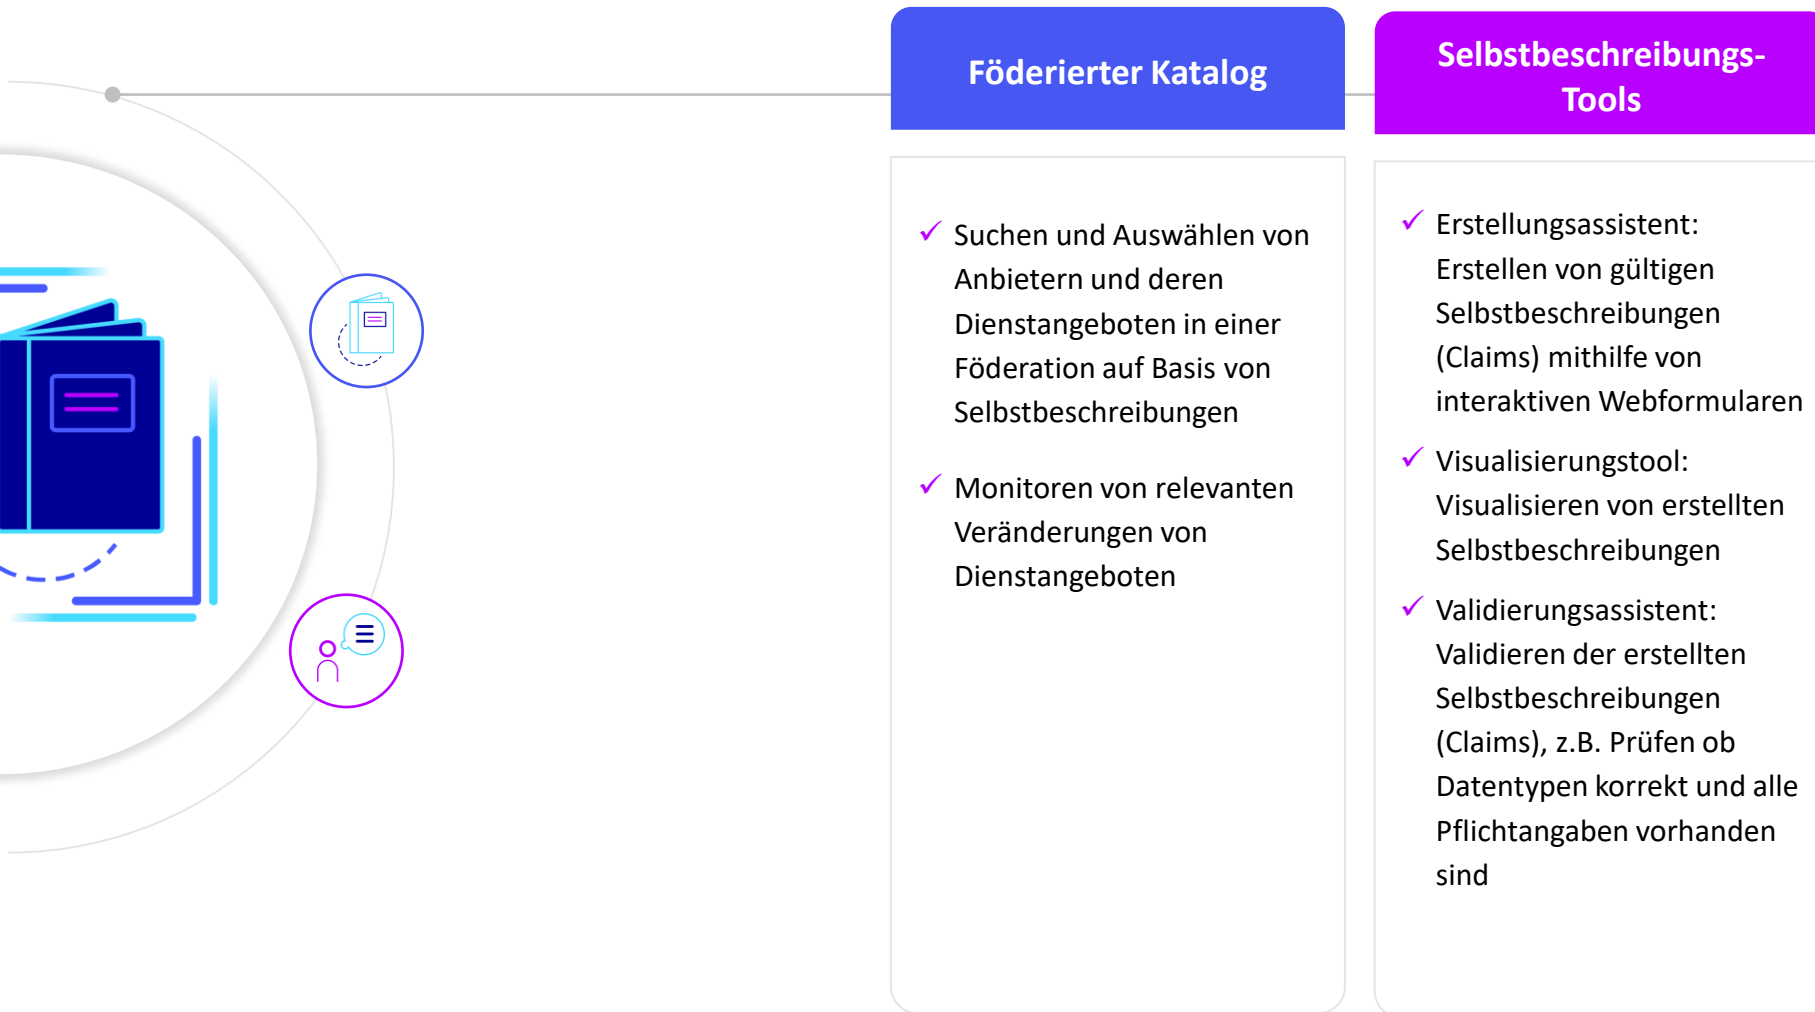 Föderierter Katalog
Suchen und Auswählen von
Anbietern und deren
Dienstangeboten in einer
Föderation auf Basis von
Selbstbeschreibungen
Monitoren von relevanten
Veränderungen von
Dienstangeboten
Selbstbeschreibungs-
Tools
Erstellungsassistent:
Erstellen von gültigen
Selbstbeschreibungen
(Claims) mithilfe von
interaktiven Webformularen
Visualisierungstool:
Visualisieren von erstellten
Selbstbeschreibungen
Validierungsassistent:
Validieren der erstellten
Selbstbeschreibungen
(Claims), z.B. Prüfen ob
Datentypen korrekt und alle
Pflichtangaben vorhanden
sind